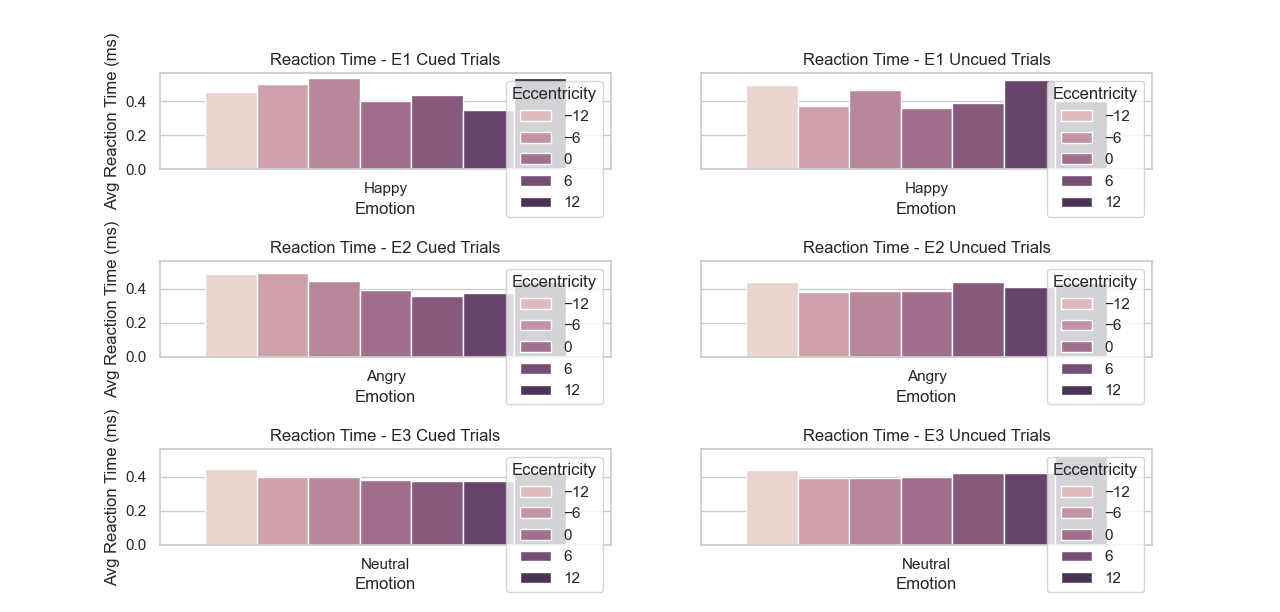 Reaction Time - E1 Cued Trials
Avg Reaction Time (ms)
0.4
0.2
0.0
Happy
Emotion
Eccentricity
−12
−6
0
6
12
Reaction Time - E1 Uncued Trials
Happy
Emotion
Eccentricity
−12
−6
0
6
12
Reaction Time - E2 Cued Trials
Avg Reaction Time (ms)
0.4
0.2
0.0
Angry
Emotion
Eccentricity
−12
−6
0
6
12
Reaction Time - E2 Uncued Trials
Angry
Emotion
Eccentricity
−12
−6
0
6
12
Reaction Time - E3 Cued Trials
Avg Reaction Time (ms)
0.4
0.2
0.0
Neutral
Emotion
Eccentricity
−12
−6
0
6
12
Reaction Time - E3 Uncued Trials
Neutral
Emotion
Eccentricity
−12
−6
0
6
12